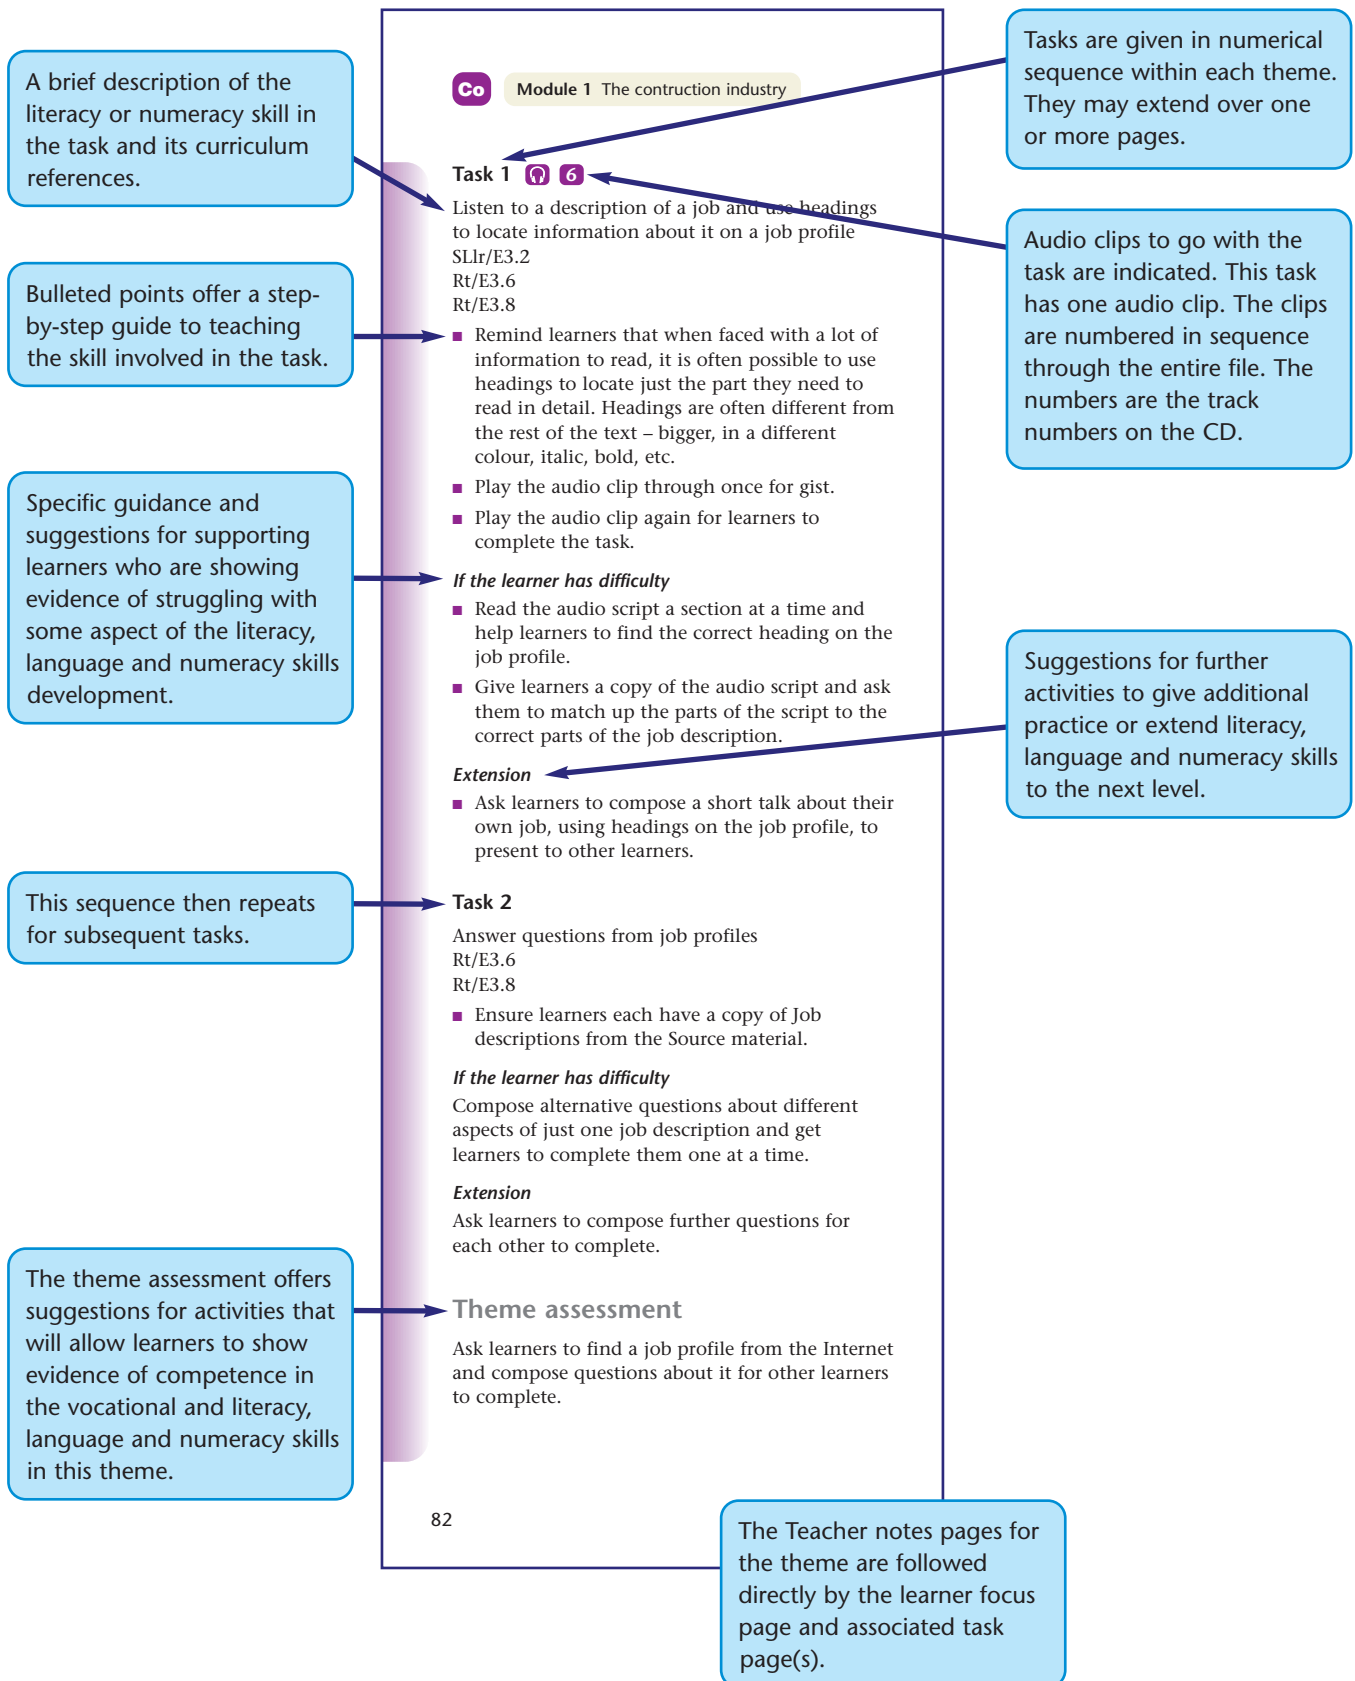 A brief description of the
literacy or numeracy skill in
the task and its curriculum
references.
Bulleted points offer a step-
by-step guide to teaching
the skill involved in the task.
Specific guidance and
suggestions for supporting
learners who are showing
evidence of struggling with
some aspect of the literacy,
language and numeracy skills
development.
This sequence then repeats
for subsequent tasks.
The theme assessment offers
suggestions for activities that
will allow learners to show
evidence of competence in
the vocational and literacy,
language and numeracy skills
in this theme.
Co Module 1 The contruction industry
Task 1 6
Listen to a description of a job and use headings
to locate information about it on a job profile
SLlr/E3.2
Rt/E3.6
Rt/E3.8
■ Remind learners that when faced with a lot of
information to read, it is often possible to use
headings to locate just the part they need to
read in detail. Headings are often different from
the rest of the text – bigger, in a different
colour, italic, bold, etc.
■ Play the audio clip through once for gist.
■ Play the audio clip again for learners to
complete the task.
If the learner has difficulty
■ Read the audio script a section at a time and
help learners to find the correct heading on the
job profile.
■ Give learners a copy of the audio script and ask
them to match up the parts of the script to the
correct parts of the job description.
Extension
■ Ask learners to compose a short talk about their
own job, using headings on the job profile, to
present to other learners.
Task 2
Answer questions from job profiles
Rt/E3.6
Rt/E3.8
■ Ensure learners each have a copy of Job
descriptions from the Source material.
If the learner has difficulty
Compose alternative questions about different
aspects of just one job description and get
learners to complete them one at a time.
Extension
Ask learners to compose further questions for
each other to complete.
Theme assessment
Ask learners to find a job profile from the Internet
and compose questions about it for other learners
to complete.
82
Tasks are given in numerical
sequence within each theme.
They may extend over one
or more pages.
Audio clips to go with the
task are indicated. This task
has one audio clip. The clips
are numbered in sequence
through the entire file. The
numbers are the track
numbers on the CD.
Suggestions for further
activities to give additional
practice or extend literacy,
language and numeracy skills
to the next level.
The Teacher notes pages for
the theme are followed
directly by the learner focus
page and associated task
page(s).